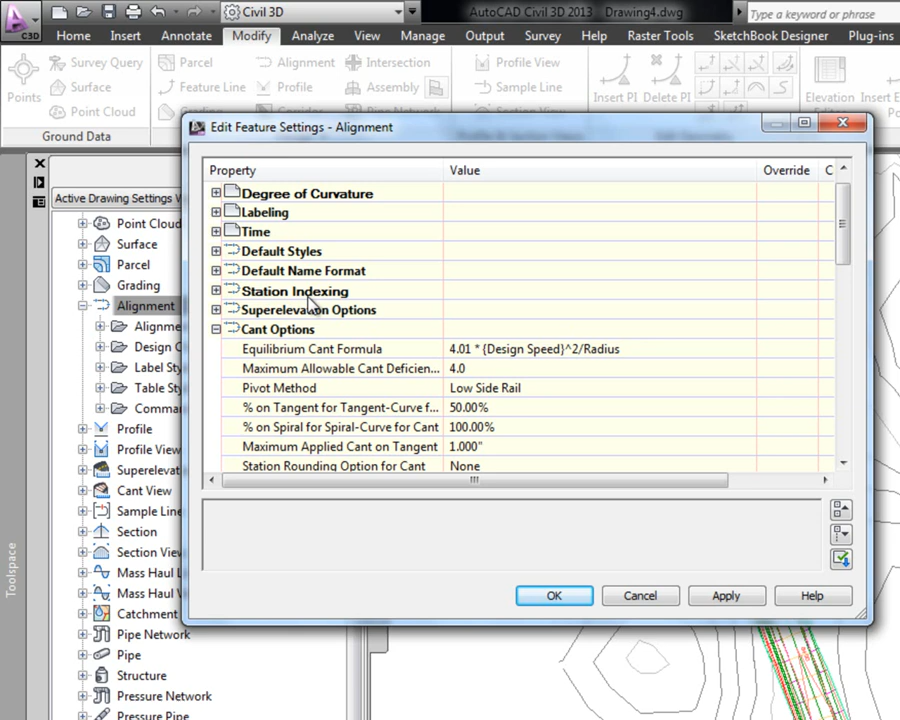 Civil 3D
AutoCAD Civil 3D 2013 Drawing4.dwg
Type a keyword or phrase
C3D
Home Insert Annotate Modify Analyze View Manage Output Survey Help Raster Tools SketchBook Designer Plug-ins
Points
Survey Query
Surface
Point Cloud
Parcel
Feature Line
Alignment
Profile
Intersection
Assembly
Profile View
Sample Line
Insert PI
Delete PI
Elevation
Editor
Insert E
Ground Data
Edit Feature Settings - Alignment
Property Value Override C
Degree of Curvature
Labeling
Time
Default Styles
Default Name Format
Station Indexing
Superelevation Options
Cant Options
Equilibrium Cant Formula 4.01 * {Design Speed}^2/Radius
Maximum Allowable Cant Deficien... 4.0
Pivot Method Low Side Rail
% on Tangent for Tangent-Curve f... 50.00%
% on Spiral for Spiral-Curve for Cant 100.00%
Maximum Applied Cant on Tangent 1.000"
Station Rounding Option for Cant None
OK Cancel Apply Help
Active Drawing Settings V
Point Cloud
Surface
Parcel
Grading
Alignment
Alignme
Design C
Label Sty
Table Sty
Comma
Profile
Profile View
Superelevat
Cant View
Sample Line
Section
Section View
Mass Haul L
Mass Haul V
Catchment
Pipe Network
Pipe
Structure
Pressure Network
Pressure Pipe
Toolspace